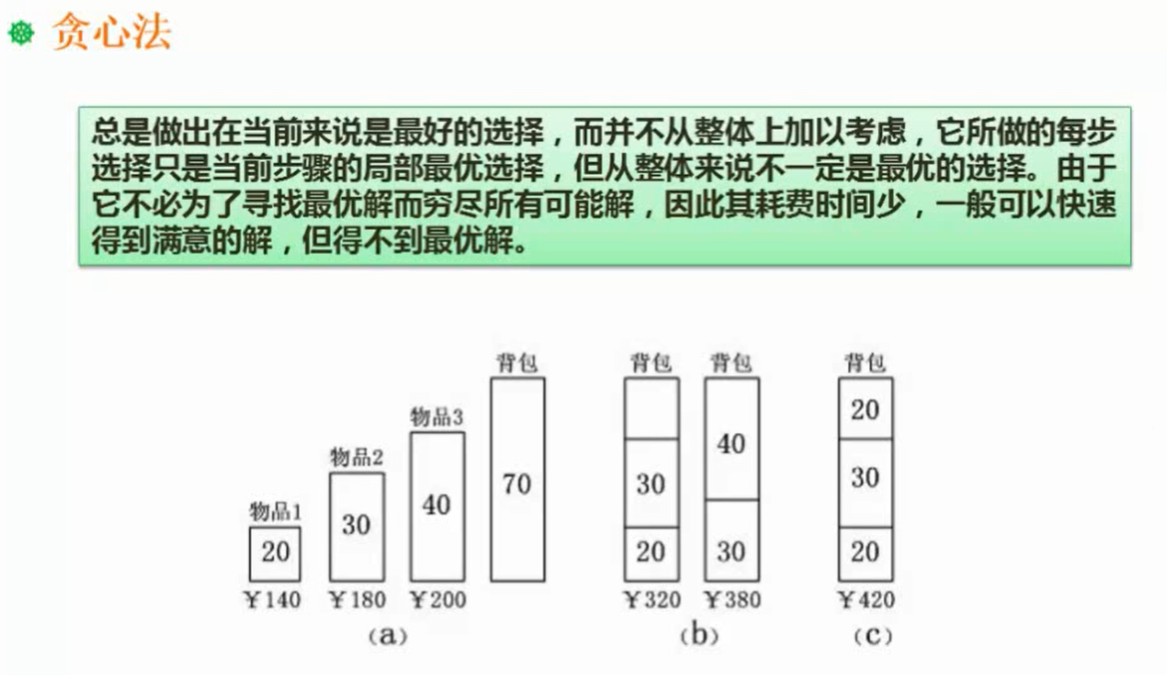 贪心法
总是做出在当前来说是最好的选择，而并不从整体上加以考虑，它所做的每步
选择只是当前步骤的局部最优选择，但从整体来说不一定是最优的选择。由于
它不必为了寻找最优解而穷尽所有可能解，因此其耗费时间少，一般可以快速
得到满意的解，但得不到最优解。
物品1
20
¥140
物品2
30
¥180
物品3
40
¥200
背包
70
(a)
背包
30
20
¥320
背包
40
30
¥380
(b)
背包
20
30
20
¥420
(c)